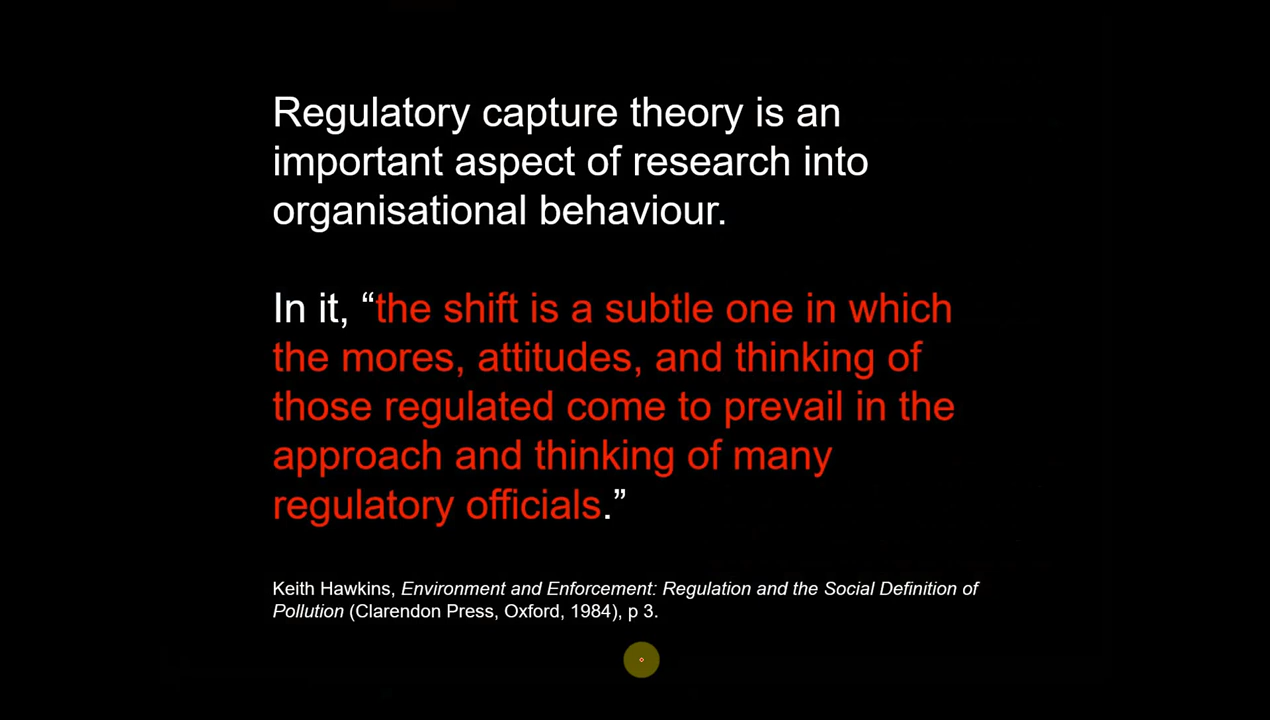 Regulatory capture theory is an
important aspect of research into
organisational behaviour.
In it, “the shift is a subtle one in which
the mores, attitudes, and thinking of
those regulated come to prevail in the
approach and thinking of many
regulatory officials.”
Keith Hawkins, Environment and Enforcement: Regulation and the Social Definition of
Pollution (Clarendon Press, Oxford, 1984), p 3.